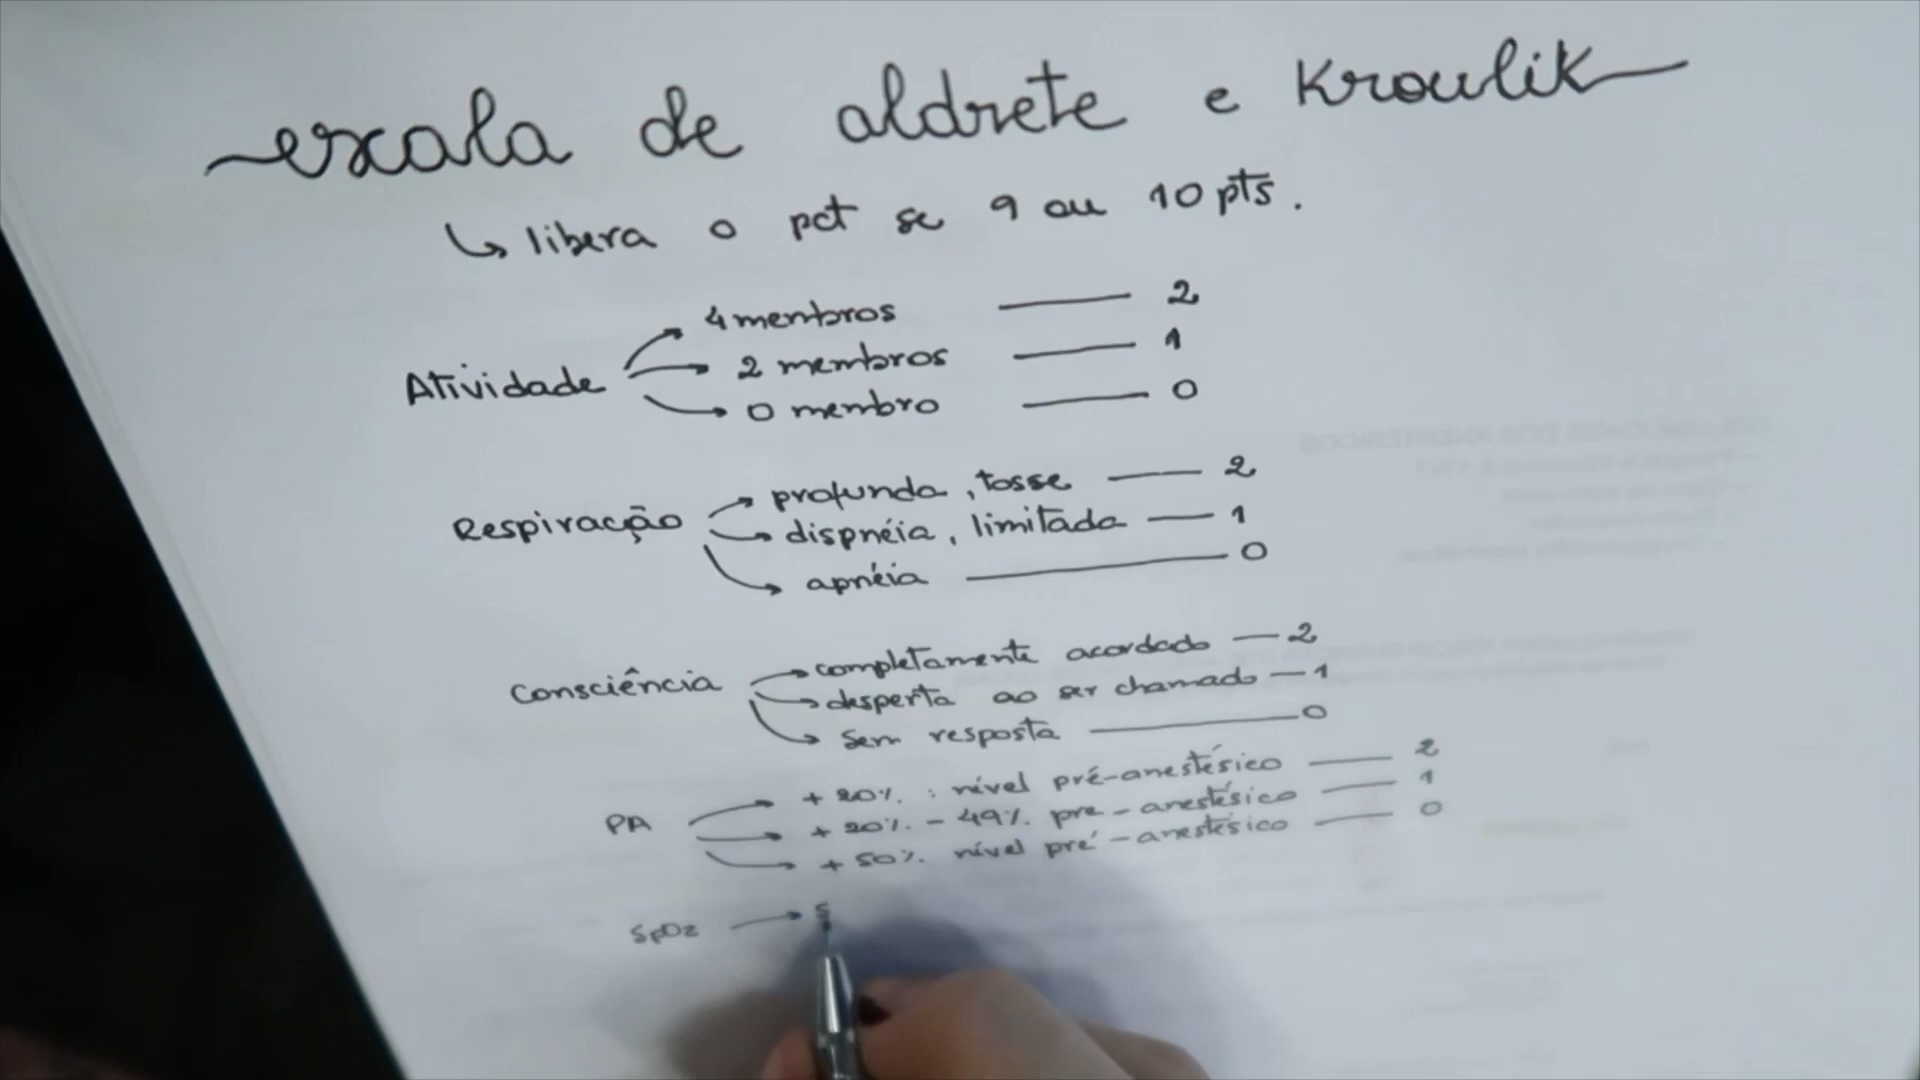 escala de aldrete e Kroulik
↳ libera o pct se 9 ou 10 pts.
4 membros — 2
Atividade → 2 membros — 1
0 membro — 0
profunda, tosse — 2
Respiração → dispnéia, limitada — 1
apnéia — 0
completamente acordado — 2
Consciência → desperta ao ser chamado — 1
sem resposta — 0
+ 20% : nível pré-anestésico — 2
PA → + 20% - 49% pre-anestésico — 1
+ 50% nível pré-anestésico — 0
SpO2 → s